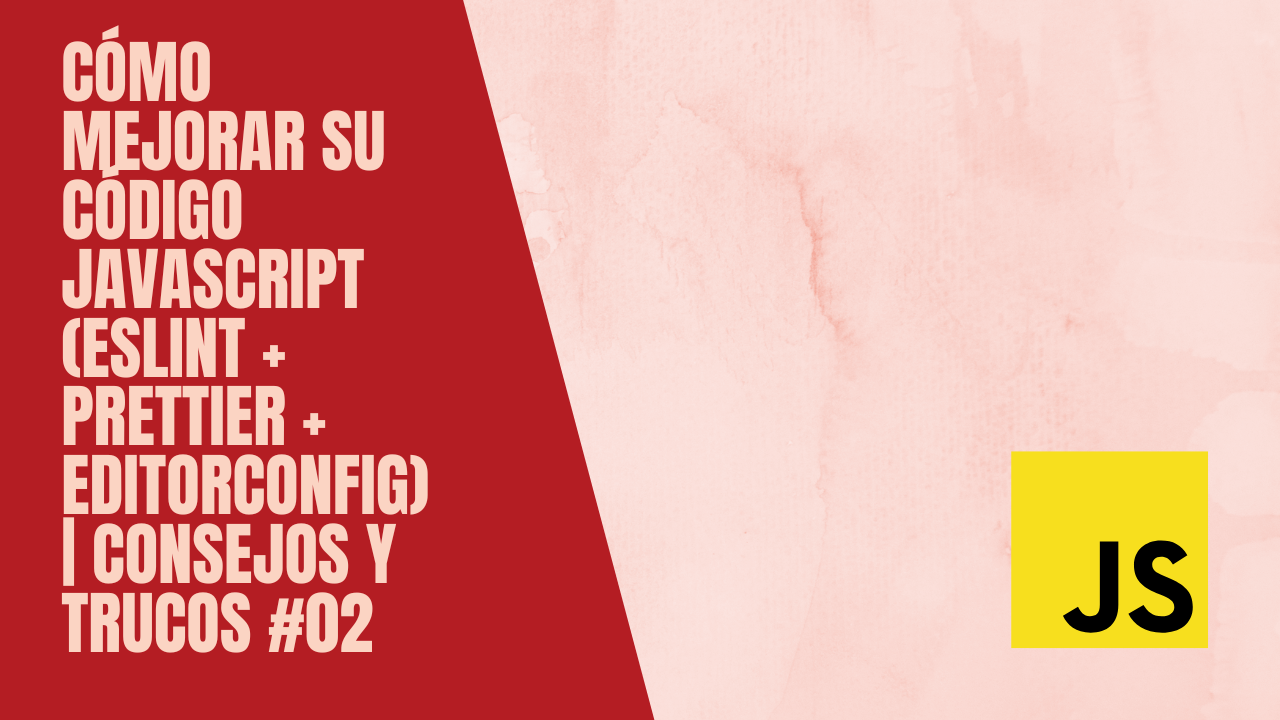 CÓMO
MEJORAR SU
CÓDIGO
JAVASCRIPT
(ESLINT +
PRETTIER +
EDITORCONFIG)
| CONSEJOS Y
TRUCOS #02
JS